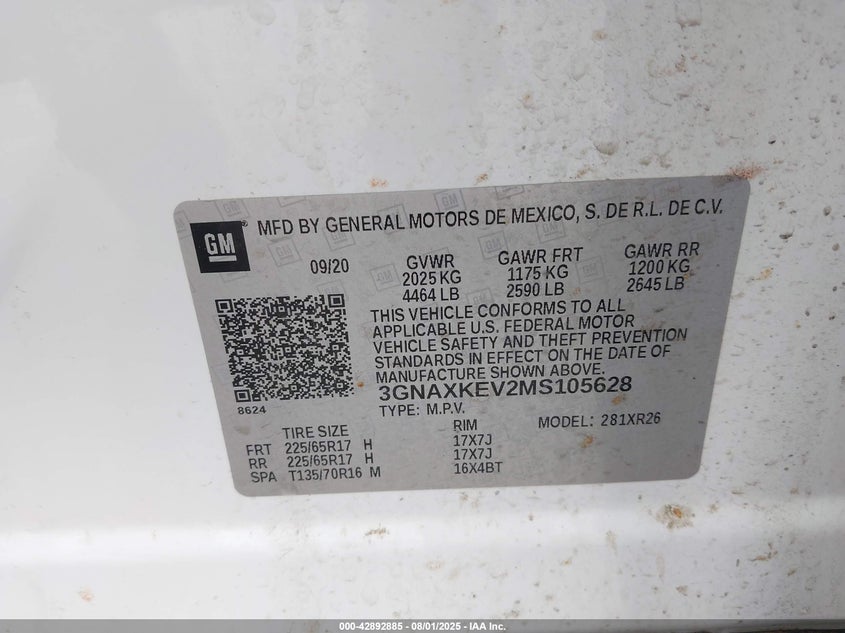 GM
®
MFD BY GENERAL MOTORS DE MEXICO, S. DE R.L. DE C.V.
09/20 GVWR GAWR FRT GAWR RR
2025 KG 1175 KG 1200 KG
4464 LB 2590 LB 2645 LB
THIS VEHICLE CONFORMS TO ALL
APPLICABLE U.S. FEDERAL MOTOR
VEHICLE SAFETY AND THEFT PREVENTION
STANDARDS IN EFFECT ON THE DATE OF
MANUFACTURE SHOWN ABOVE.
3GNAXKEV2MS105628
8624
TYPE: M.P.V. MODEL: 281XR26
TIRE SIZE RIM
FRT 225/65R17 H 17X7J
RR 225/65R17 H 17X7J
SPA T135/70R16 M 16X4BT
000-42892885 - 08/01/2025 - IAA Inc.